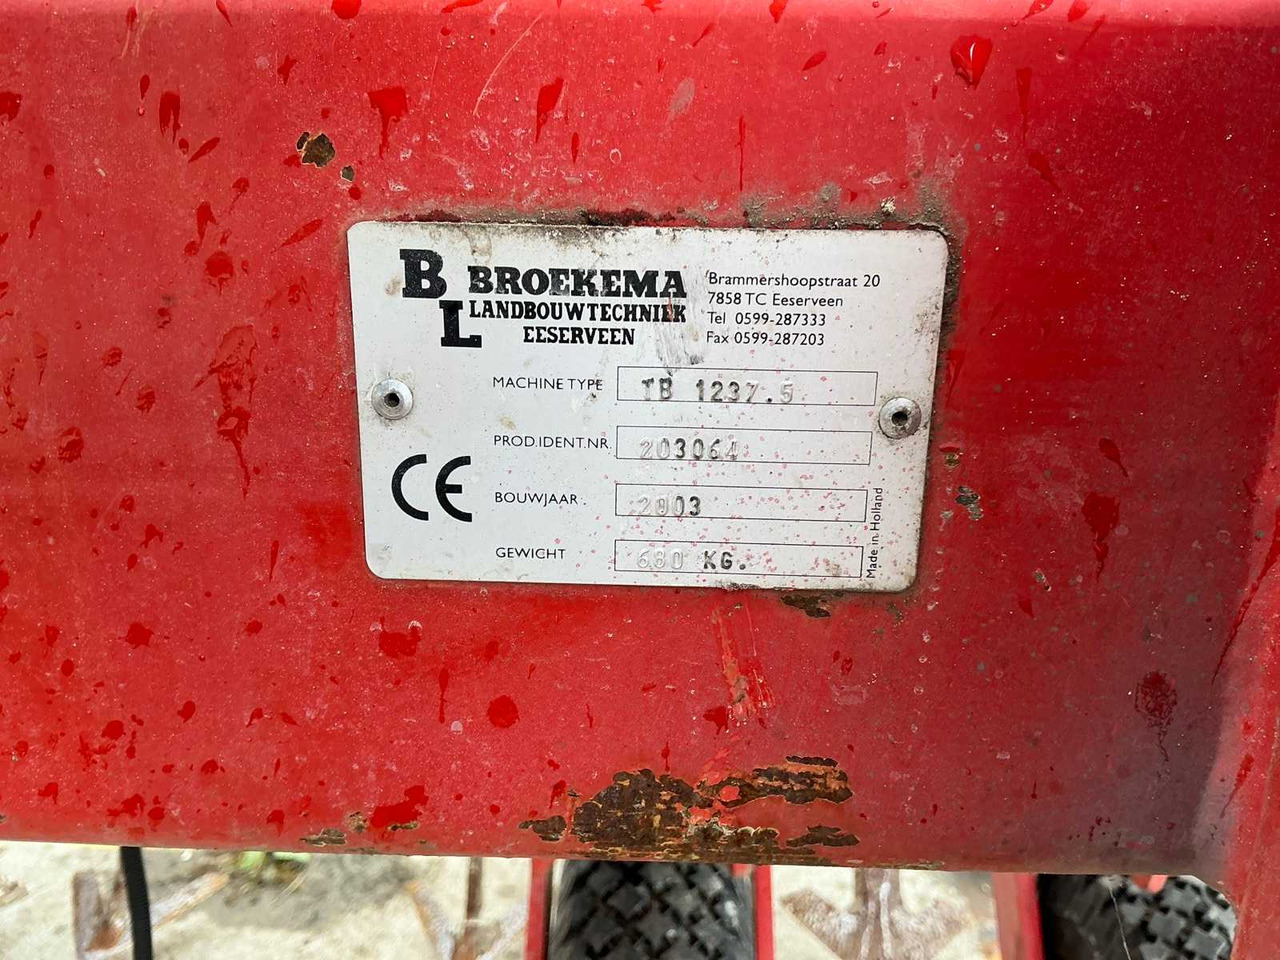 BL
BROEKEMA
LANDBOUWTECHNIEK
EESERVEEN
Brammershoopstraat 20
7858 TC Eeserveen
Tel 0599-287333
Fax 0599-287203
MACHINE TYPE TB 1237.5
PROD.IDENT.NR. 203064
BOUWJAAR 2003
GEWICHT 680 KG.
CE
Made in Holland